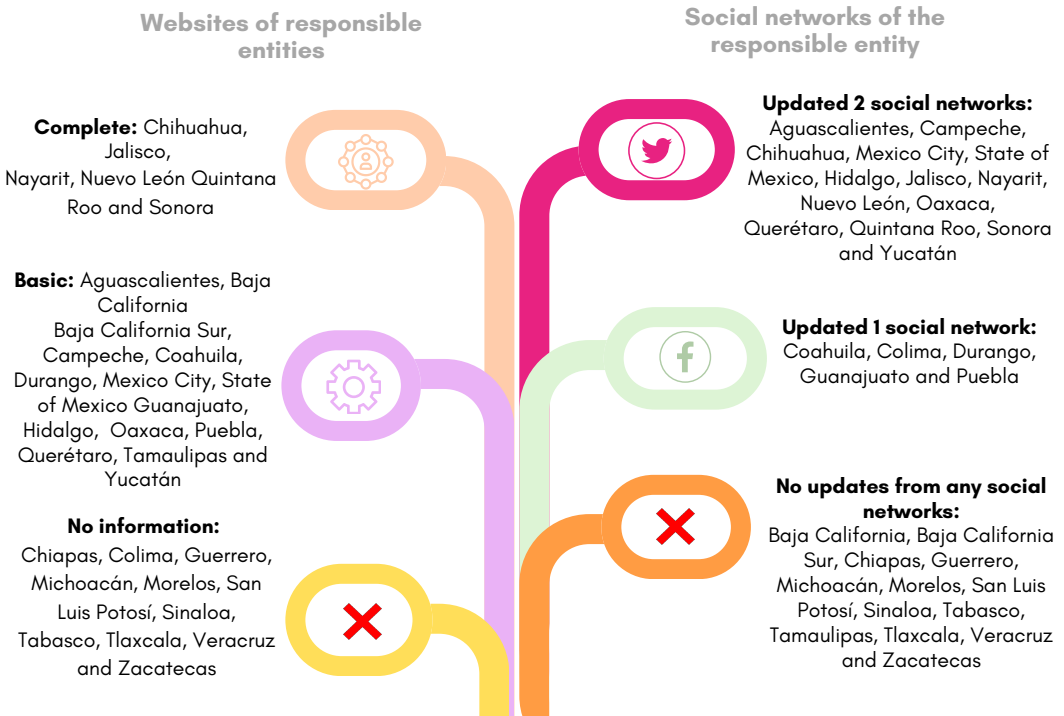 Websites of responsible
entities
Complete: Chihuahua,
Jalisco,
Nayarit, Nuevo León Quintana
Roo and Sonora
Basic: Aguascalientes, Baja
California
Baja California Sur,
Campeche, Coahuila,
Durango, Mexico City, State
of Mexico Guanajuato,
Hidalgo, Oaxaca, Puebla,
Querétaro, Tamaulipas and
Yucatán
No information:
Chiapas, Colima, Guerrero,
Michoacán, Morelos, San
Luis Potosí, Sinaloa,
Tabasco, Tlaxcala, Veracruz
and Zacatecas
Social networks of the
responsible entity
Updated 2 social networks:
Aguascalientes, Campeche,
Chihuahua, Mexico City, State of
Mexico, Hidalgo, Jalisco, Nayarit,
Nuevo León, Oaxaca,
Querétaro, Quintana Roo, Sonora
and Yucatán
Updated 1 social network:
Coahuila, Colima, Durango,
Guanajuato and Puebla
No updates from any social
networks:
Baja California, Baja California
Sur, Chiapas, Guerrero,
Michoacán, Morelos, San Luis
Potosí, Sinaloa, Tabasco,
Tamaulipas, Tlaxcala, Veracruz
and Zacatecas